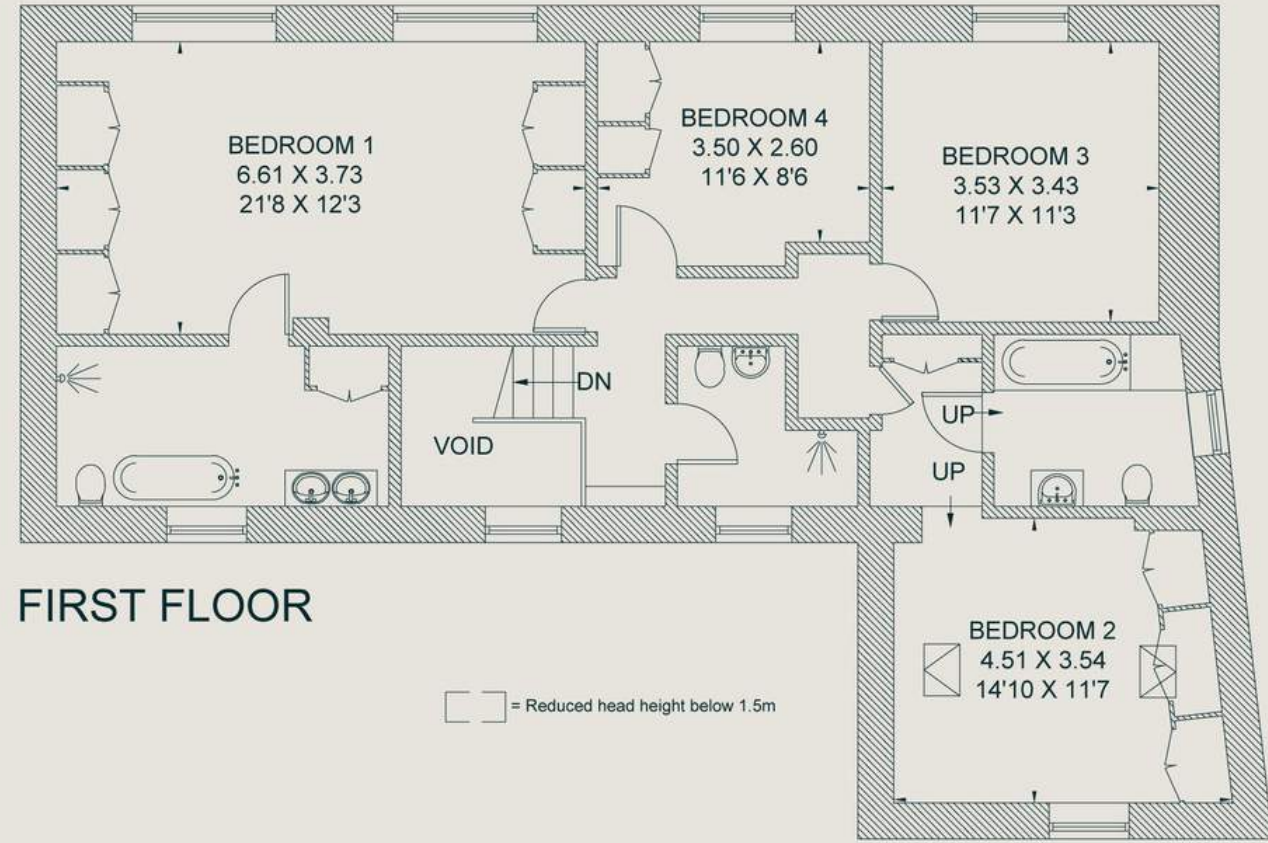 BEDROOM 1
6.61 X 3.73
21'8 X 12'3
BEDROOM 4
3.50 X 2.60
11'6 X 8'6
BEDROOM 3
3.53 X 3.43
11'7 X 11'3
DN
VOID
UP
UP
BEDROOM 2
4.51 X 3.54
14'10 X 11'7
FIRST FLOOR
= Reduced head height below 1.5m